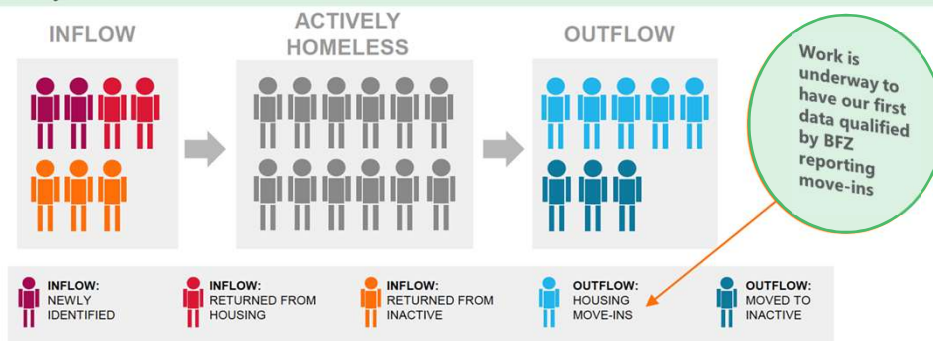 INFLOW
ACTIVELY
HOMELESS
OUTFLOW
Work is
underway to
have our first
data qualified
by BFZ
reporting
move-ins
INFLOW:
NEWLY
IDENTIFIED
INFLOW:
RETURNED FROM
HOUSING
INFLOW:
RETURNED FROM
INACTIVE
OUTFLOW:
HOUSING
MOVE-INS
OUTFLOW:
MOVED TO
INACTIVE